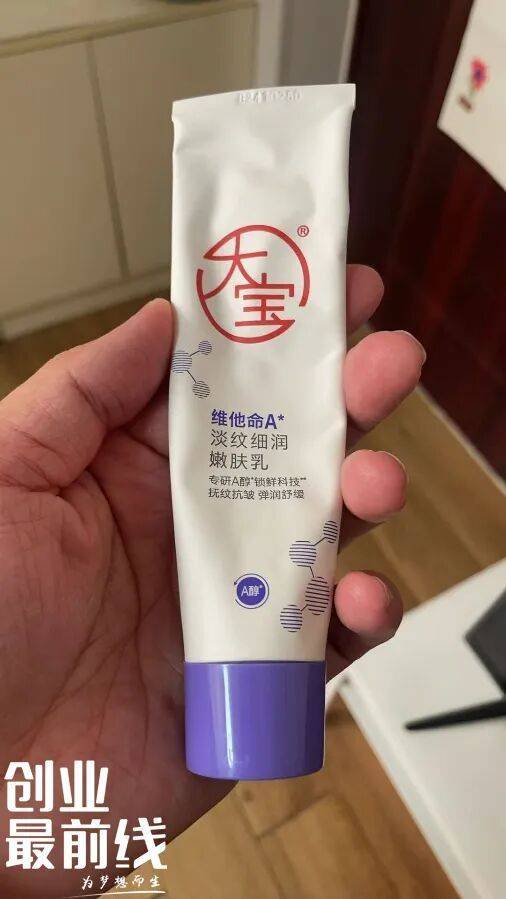 大宝
®
维他命A*
淡纹细润
嫩肤乳
专研A醇*锁鲜科技**
抚纹抗皱 弹润舒缓
A醇*
创业
最前线
为梦想而生